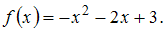 f(x) = −x² − 2x + 3.